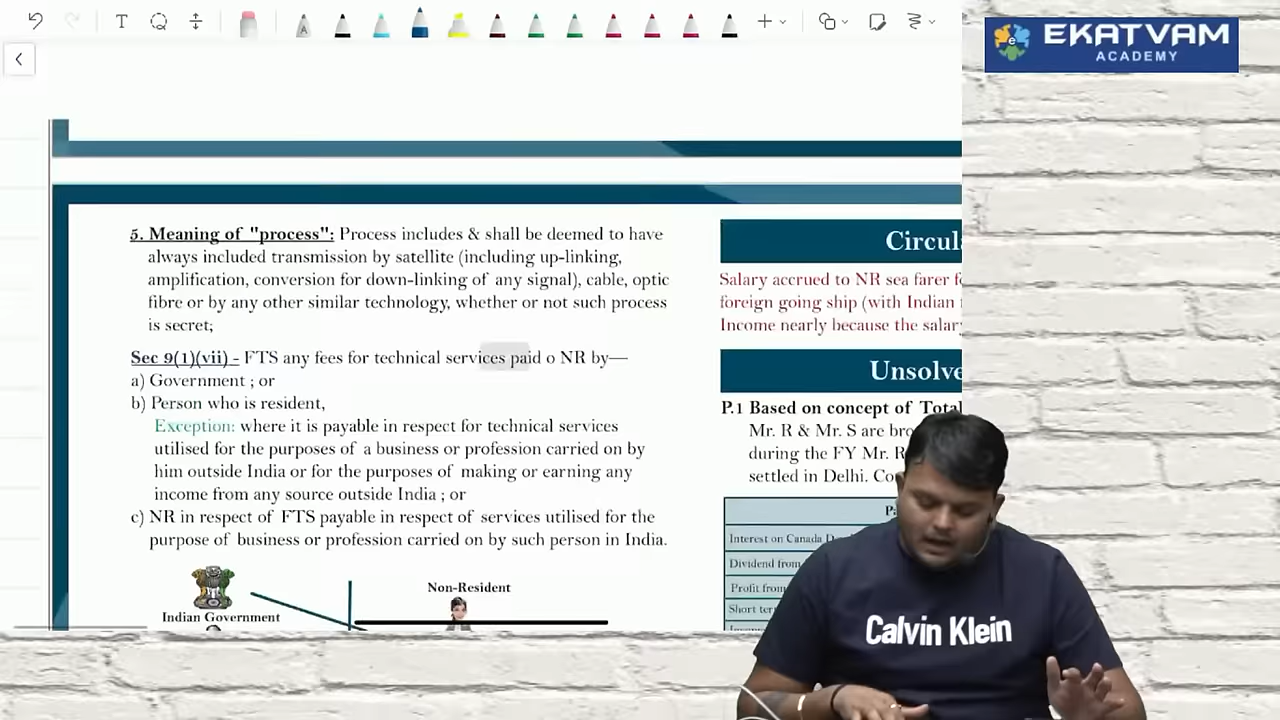 EKATVAM
ACADEMY
5. Meaning of "process": Process includes & shall be deemed to have
always included transmission by satellite (including up-linking,
amplification, conversion for down-linking of any signal), cable, optic
fibre or by any other similar technology, whether or not such process
is secret;
Sec 9(1)(vii) - FTS any fees for technical services paid o NR by—
a) Government ; or
b) Person who is resident,
Exception: where it is payable in respect for technical services
utilised for the purposes of a business or profession carried on by
him outside India or for the purposes of making or earning any
income from any source outside India ; or
c) NR in respect of FTS payable in respect of services utilised for the
purpose of business or profession carried on by such person in India.
Indian Government
Non-Resident
Salary accrued to NR sea farer
foreign going ship (with Indian
Income nearly because the salary
P.1 Based on concept of
Mr. R & Mr. S are
during the FY Mr.
settled in Delhi.
Interest on Canada
Dividend from
Profit from
Short
Calvin Klein